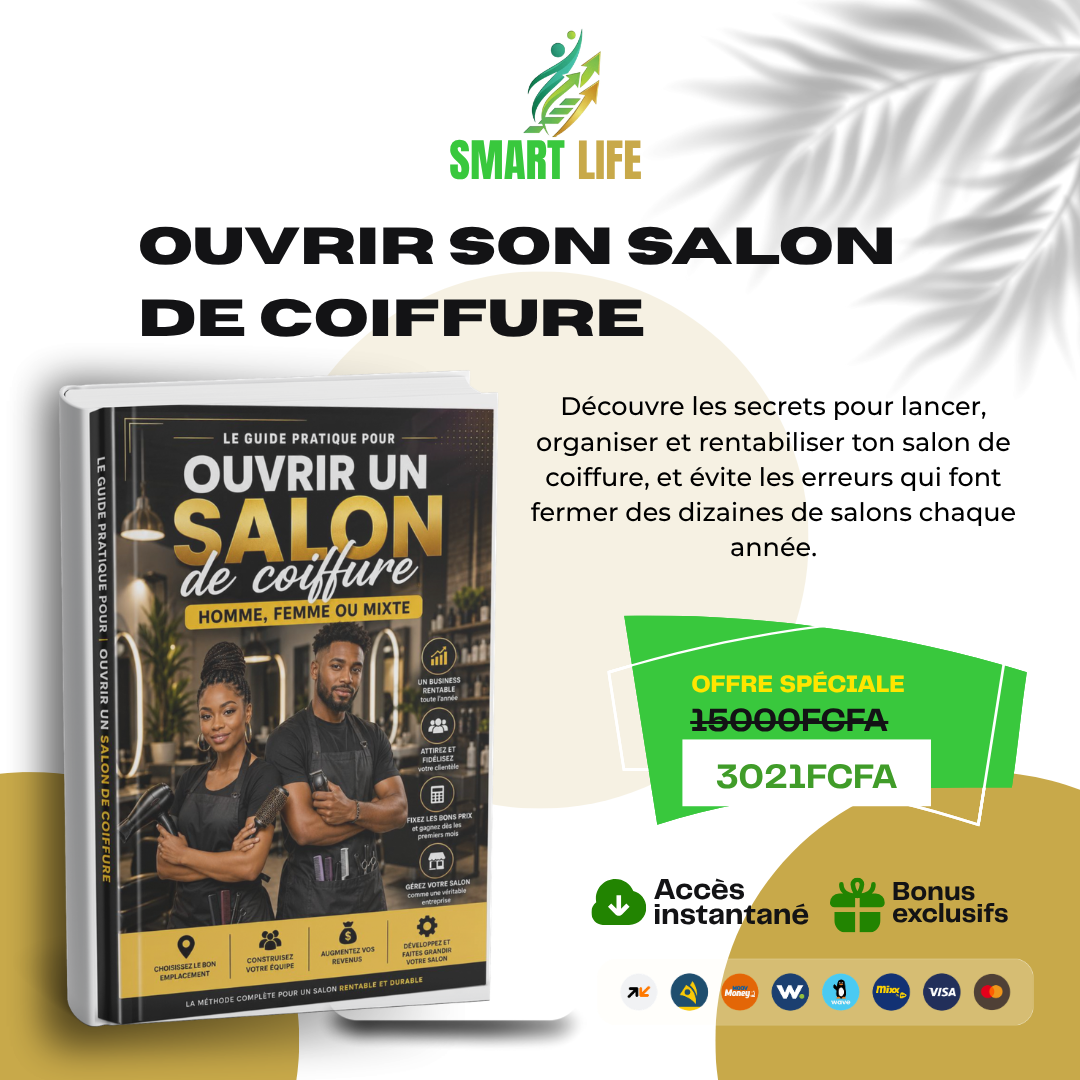 SMART LIFE
OUVRIR SON SALON
DE COIFFURE
Découvre les secrets pour lancer,
organiser et rentabiliser ton salon de
coiffure, et évite les erreurs qui font
fermer des dizaines de salons chaque
année.
LE GUIDE PRATIQUE POUR | OUVRIR UN SALON DE COIFFURE
LE GUIDE PRATIQUE POUR
OUVRIR UN
SALON
de coiffure
HOMME, FEMME OU MIXTE
UN BUSINESS
RENTABLE
toute l'année
ATTIREZ ET
FIDÉLISEZ
votre clientèle
FIXEZ LES BONS PRIX
et gagnez dès les
premiers mois
GÉREZ VOTRE SALON
comme une véritable
entreprise
CHOISISSEZ LE BON
EMPLACEMENT
CONSTRUISEZ
VOTRE ÉQUIPE
AUGMENTEZ VOS
REVENUS
DÉVELOPPEZ ET
FAITES GRANDIR
VOTRE SALON
LA MÉTHODE COMPLÈTE POUR UN SALON RENTABLE ET DURABLE
OFFRE SPÉCIALE
15000FCFA
3021FCFA
Accès
instantané
Bonus
exclusifs
MOOV
Money
W.
wave
Mixx
VISA